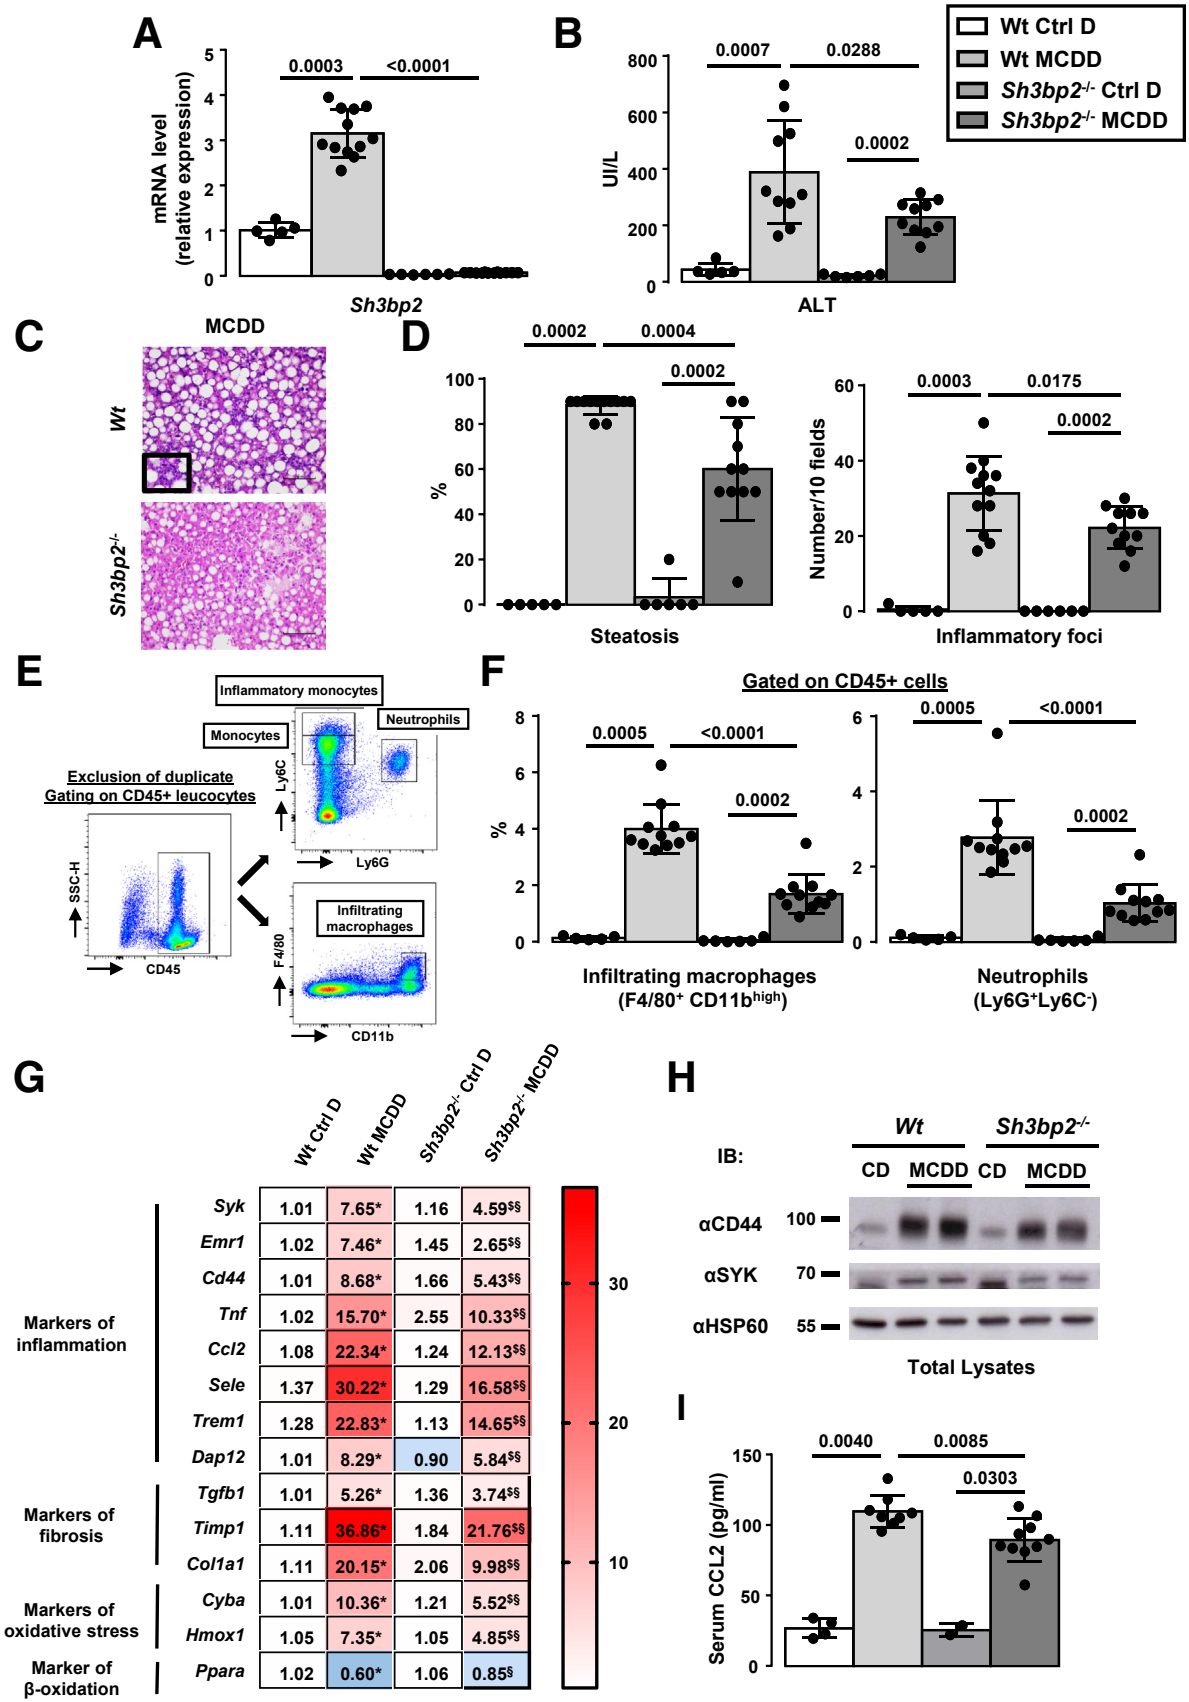 A
5
4
3
2
1
0
mRNA level
(relative expression)
0.0003
<0.0001
Sh3bp2
B
800
600
400
200
0
UI/L
0.0007
0.0288
0.0002
ALT
Wt Ctrl D
Wt MCDD
Sh3bp2-/- Ctrl D
Sh3bp2-/- MCDD
C
MCDD
Wt
Sh3bp2-/-
D
0.0002
0.0004
0.0002
100
80
60
40
20
0
%
Steatosis
0.0003
0.0175
0.0002
60
40
20
0
Number/10 fields
Inflammatory foci
E
Inflammatory monocytes
Monocytes
Neutrophils
Ly6C
Ly6G
Exclusion of duplicate
Gating on CD45+ leucocytes
SSC-H
CD45
Infiltrating
macrophages
F4/80
CD11b
F
Gated on CD45+ cells
8
6
4
2
0
%
0.0005
<0.0001
0.0002
Infiltrating macrophages
(F4/80+ CD11bhigh)
6
4
2
0
0.0005
<0.0001
0.0002
Neutrophils
(Ly6G+Ly6C-)
G
Wt Ctrl D
Wt MCDD
Sh3bp2-/- Ctrl D
Sh3bp2-/- MCDD
Markers of
inflammation
Syk 1.01 7.65* 1.16 4.59$§
Emr1 1.02 7.46* 1.45 2.65$§
Cd44 1.01 8.68* 1.66 5.43$§
Tnf 1.02 15.70* 2.55 10.33$§
Ccl2 1.08 22.34* 1.24 12.13$§
Sele 1.37 30.22* 1.29 16.58$§
Trem1 1.28 22.83* 1.13 14.65$§
Dap12 1.01 8.29* 0.90 5.84$§
Markers of
fibrosis
Tgfb1 1.01 5.26* 1.36 3.74$§
Timp1 1.11 36.86* 1.84 21.76$§
Col1a1 1.11 20.15* 2.06 9.98$§
Markers of
oxidative stress
Cyba 1.01 10.36* 1.21 5.52$§
Hmox1 1.05 7.35* 1.05 4.85$§
Marker of
β-oxidation
Ppara 1.02 0.60* 1.06 0.85§
30
20
10
H
Wt
Sh3bp2-/-
IB:
CD
MCDD
CD
MCDD
αCD44
100
αSYK
70
αHSP60
55
Total Lysates
I
0.0040
0.0085
0.0303
150
100
50
0
Serum CCL2 (pg/ml)